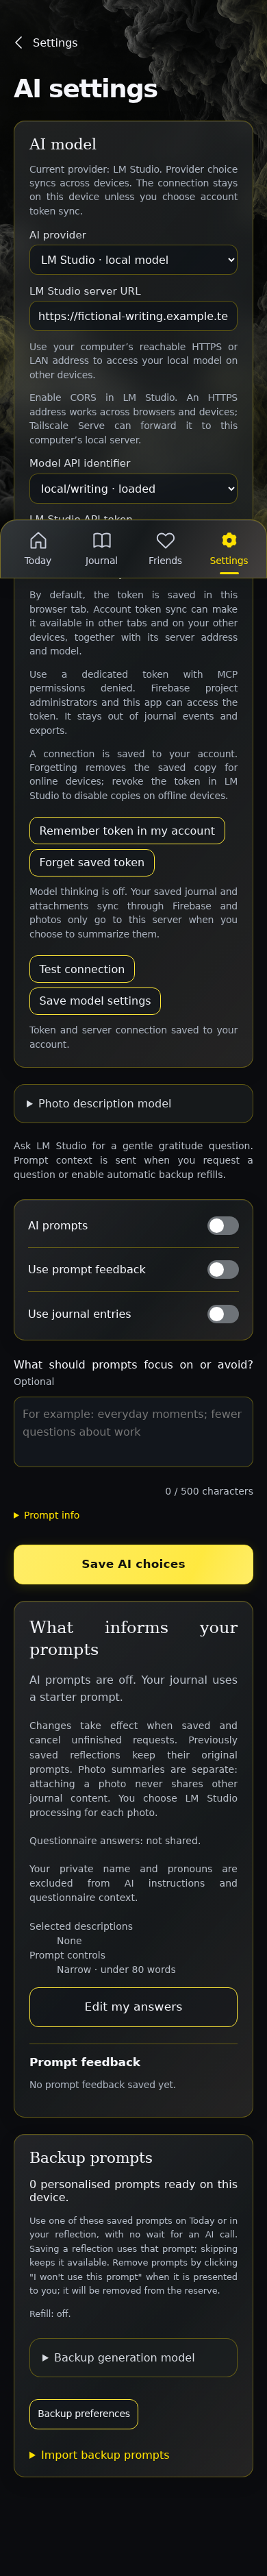 Settings
AI settings
AI model
Current provider: LM Studio. Provider choice
syncs across devices. The connection stays
on this device unless you choose account
token sync.
AI provider
LM Studio · local model
LM Studio server URL
https://fictional-writing.example.te
Use your computer’s reachable HTTPS or
LAN address to access your local model on
other devices.
Enable CORS in LM Studio. An HTTPS
address works across browsers and devices;
Tailscale Serve can forward it to this
computer’s local server.
Model API identifier
local/writing · loaded
LM Studio API token
Today
Journal
Friends
Settings
By default, the token is saved in this
browser tab. Account token sync can make
it available in other tabs and on your other
devices, together with its server address
and model.
Use a dedicated token with MCP
permissions denied. Firebase project
administrators and this app can access the
token. It stays out of journal events and
exports.
A connection is saved to your account.
Forgetting removes the saved copy for
online devices; revoke the token in LM
Studio to disable copies on offline devices.
Remember token in my account
Forget saved token
Model thinking is off. Your saved journal and
attachments sync through Firebase and
photos only go to this server when you
choose to summarize them.
Test connection
Save model settings
Token and server connection saved to your
account.
Photo description model
Ask LM Studio for a gentle gratitude question.
Prompt context is sent when you request a
question or enable automatic backup refills.
AI prompts
Use prompt feedback
Use journal entries
What should prompts focus on or avoid?
Optional
For example: everyday moments; fewer
questions about work
0 / 500 characters
Prompt info
Save AI choices
What informs your
prompts
AI prompts are off. Your journal uses
a starter prompt.
Changes take effect when saved and
cancel unfinished requests. Previously
saved reflections keep their original
prompts. Photo summaries are separate:
attaching a photo never shares other
journal content. You choose LM Studio
processing for each photo.
Questionnaire answers: not shared.
Your private name and pronouns are
excluded from AI instructions and
questionnaire context.
Selected descriptions
None
Prompt controls
Narrow · under 80 words
Edit my answers
Prompt feedback
No prompt feedback saved yet.
Backup prompts
0 personalised prompts ready on this
device.
Use one of these saved prompts on Today or in
your reflection, with no wait for an AI call.
Saving a reflection uses that prompt; skipping
keeps it available. Remove prompts by clicking
"I won't use this prompt" when it is presented
to you; it will be removed from the reserve.
Refill: off.
Backup generation model
Backup preferences
Import backup prompts